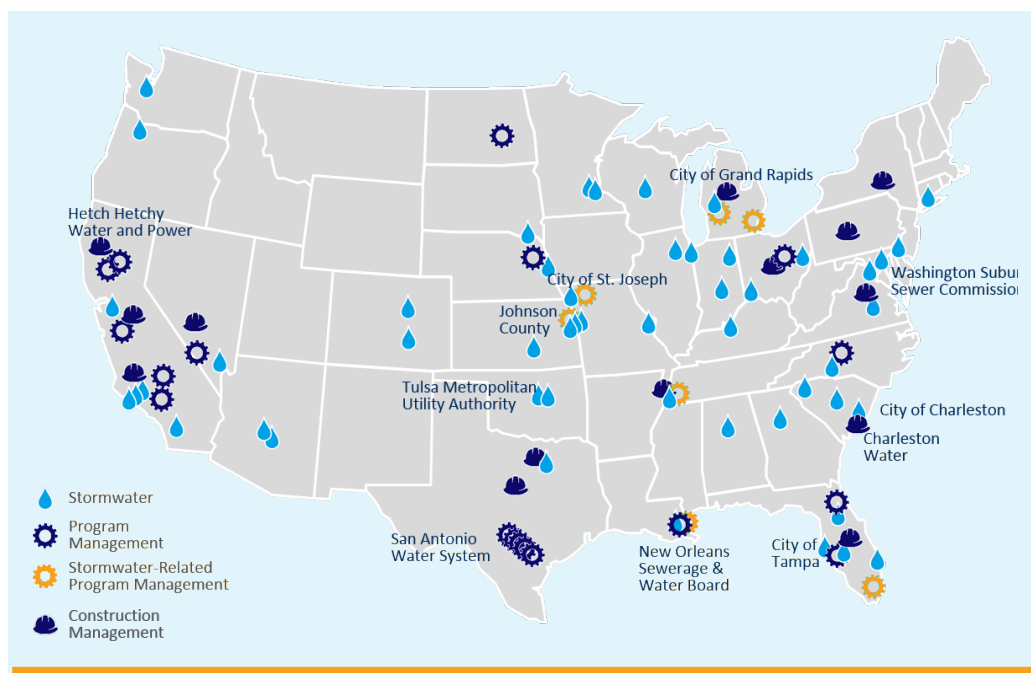 City of Grand Rapids
Hetch Hetchy
Water and Power
Washington Subur
Sewer Commission
City of St. Joseph
Johnson
County
Tulsa Metropolitan
Utility Authority
City of Charleston
Charleston
Water
San Antonio
Water System
New Orleans
Sewerage &
Water Board
City of
Tampa
Stormwater
Program
Management
Stormwater-Related
Program Management
Construction
Management